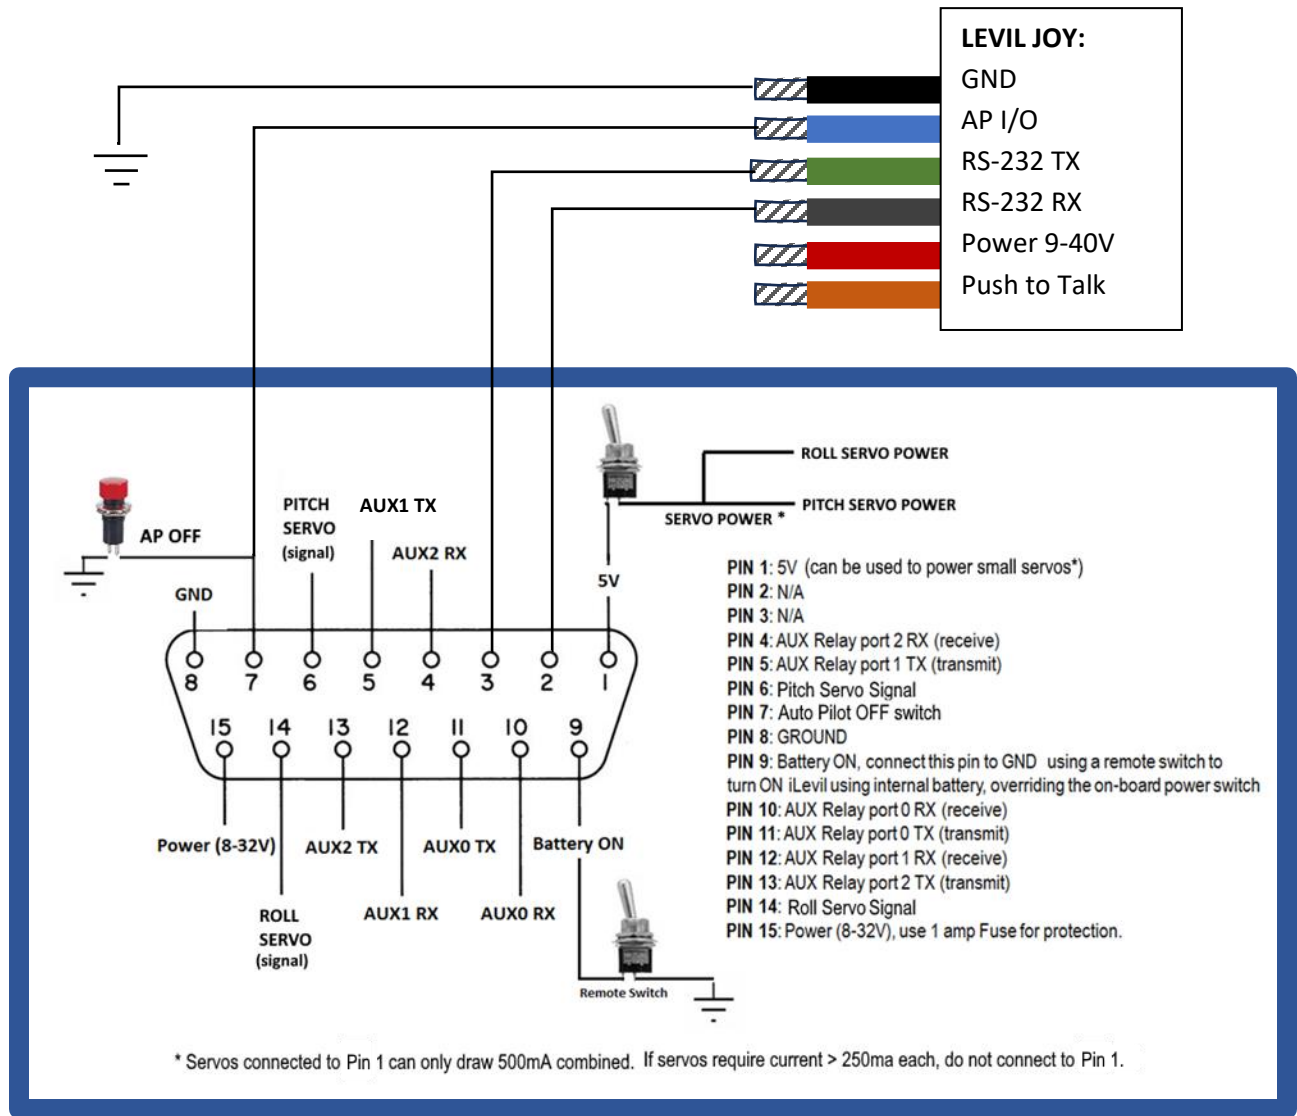 LEVIL JOY:
GND
AP I/O
RS-232 TX
RS-232 RX
Power 9-40V
Push to Talk
ROLL SERVO POWER
PITCH SERVO POWER
SERVO POWER *
AP OFF
PITCH
SERVO
(signal)
AUX1 TX
AUX2 RX
5V
GND
8 7 6 5 4 3 2 1
15 14 13 12 11 10 9
Power (8-32V)
AUX2 TX
AUX0 TX
Battery ON
ROLL
SERVO
(signal)
AUX1 RX
AUX0 RX
Remote Switch
PIN 1: 5V (can be used to power small servos*)
PIN 2: N/A
PIN 3: N/A
PIN 4: AUX Relay port 2 RX (receive)
PIN 5: AUX Relay port 1 TX (transmit)
PIN 6: Pitch Servo Signal
PIN 7: Auto Pilot OFF switch
PIN 8: GROUND
PIN 9: Battery ON, connect this pin to GND using a remote switch to
turn ON iLevil using internal battery, overriding the on-board power switch
PIN 10: AUX Relay port 0 RX (receive)
PIN 11: AUX Relay port 0 TX (transmit)
PIN 12: AUX Relay port 1 RX (receive)
PIN 13: AUX Relay port 2 TX (transmit)
PIN 14: Roll Servo Signal
PIN 15: Power (8-32V), use 1 amp Fuse for protection.
* Servos connected to Pin 1 can only draw 500mA combined. If servos require current > 250ma each, do not connect to Pin 1.